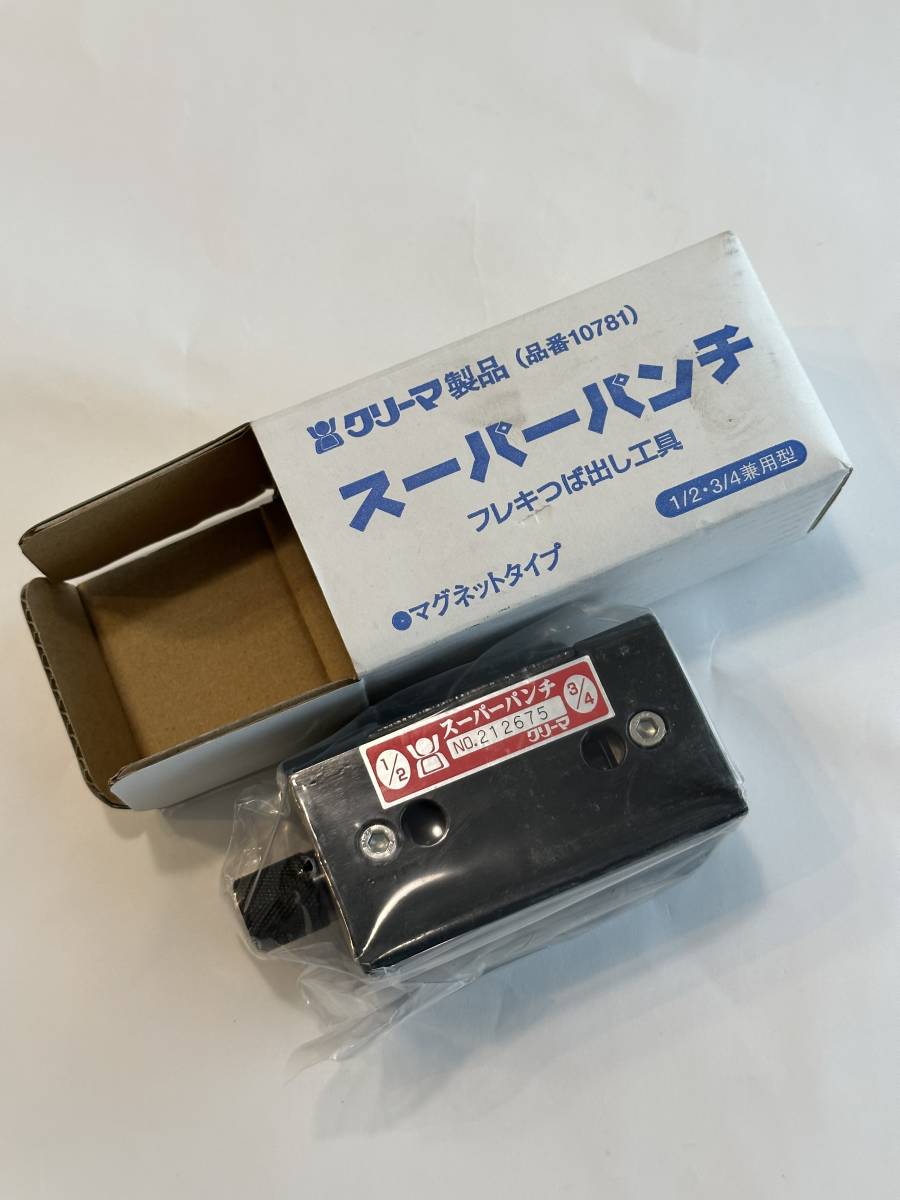 クリーマ製品(品番10781)
スーパーパンチ
フレキつば出し工具
1/2・3/4兼用型
●マグネットタイプ
1/2
スーパーパンチ
3/4
NO.212675
クリーマ